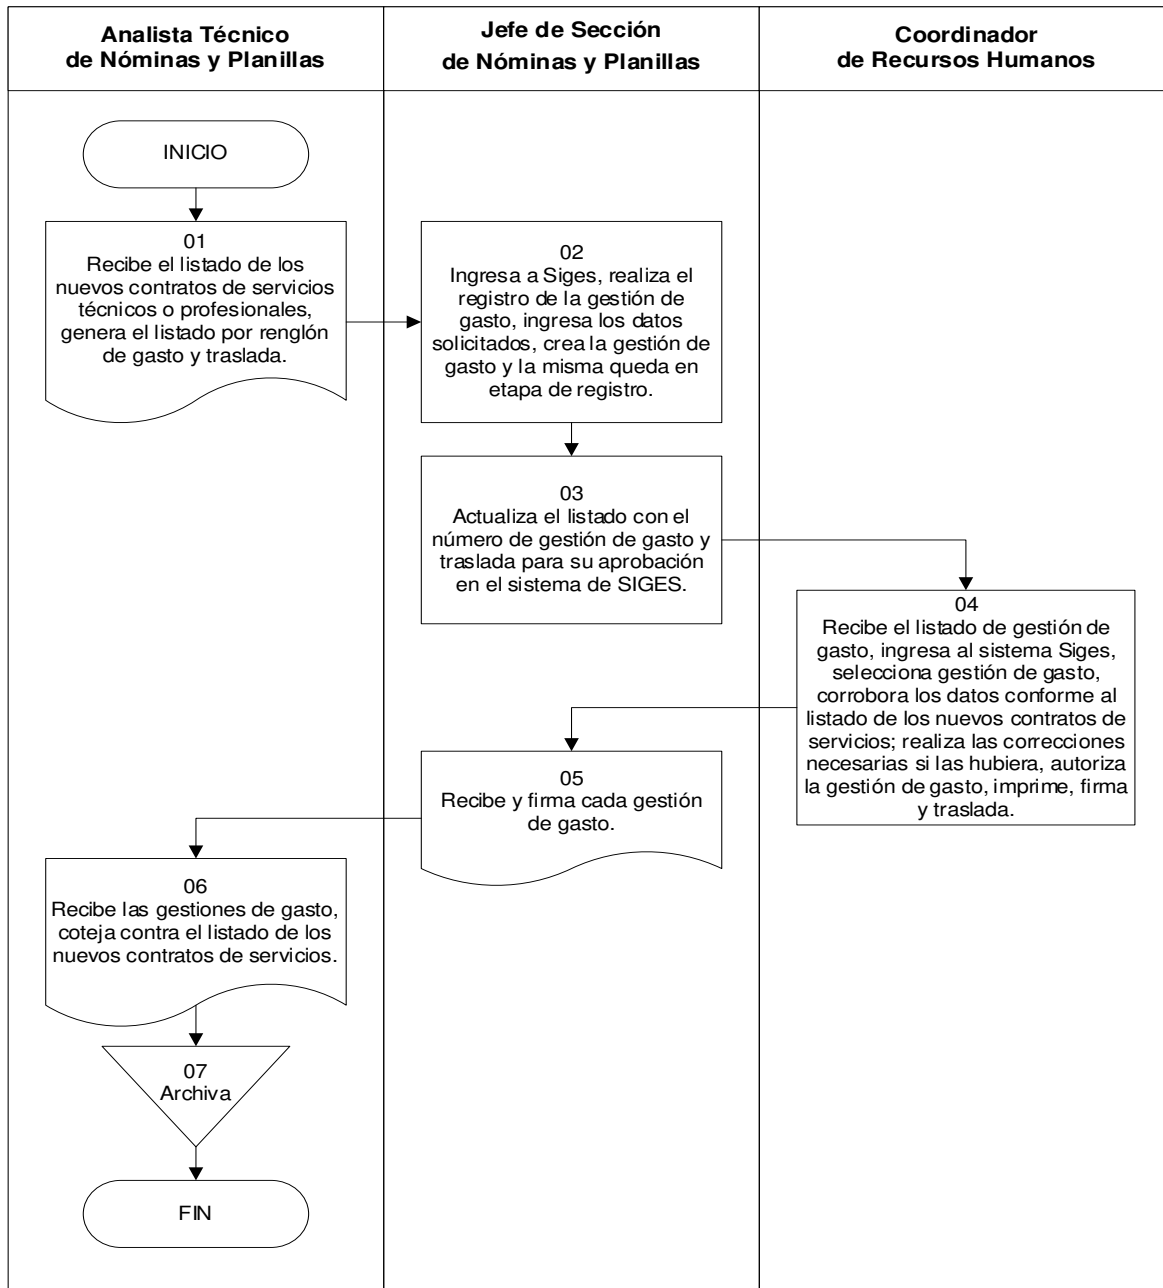 Analista Técnico
de Nóminas y Planillas
Jefe de Sección
de Nóminas y Planillas
Coordinador
de Recursos Humanos
INICIO
01
Recibe el listado de los
nuevos contratos de servicios
técnicos o profesionales,
genera el listado por renglón
de gasto y traslada.
02
Ingresa a Siges, realiza el
registro de la gestión de
gasto, ingresa los datos
solicitados, crea la gestión de
gasto y la misma queda en
etapa de registro.
03
Actualiza el listado con el
número de gestión de gasto y
traslada para su aprobación
en el sistema de SIGES.
04
Recibe el listado de gestión de
gasto, ingresa al sistema Siges,
selecciona gestión de gasto,
corrobora los datos conforme al
listado de los nuevos contratos de
servicios; realiza las correcciones
necesarias si las hubiera, autoriza
la gestión de gasto, imprime, firma
y traslada.
05
Recibe y firma cada gestión
de gasto.
06
Recibe las gestiones de gasto,
coteja contra el listado de los
nuevos contratos de servicios.
07
Archiva
FIN